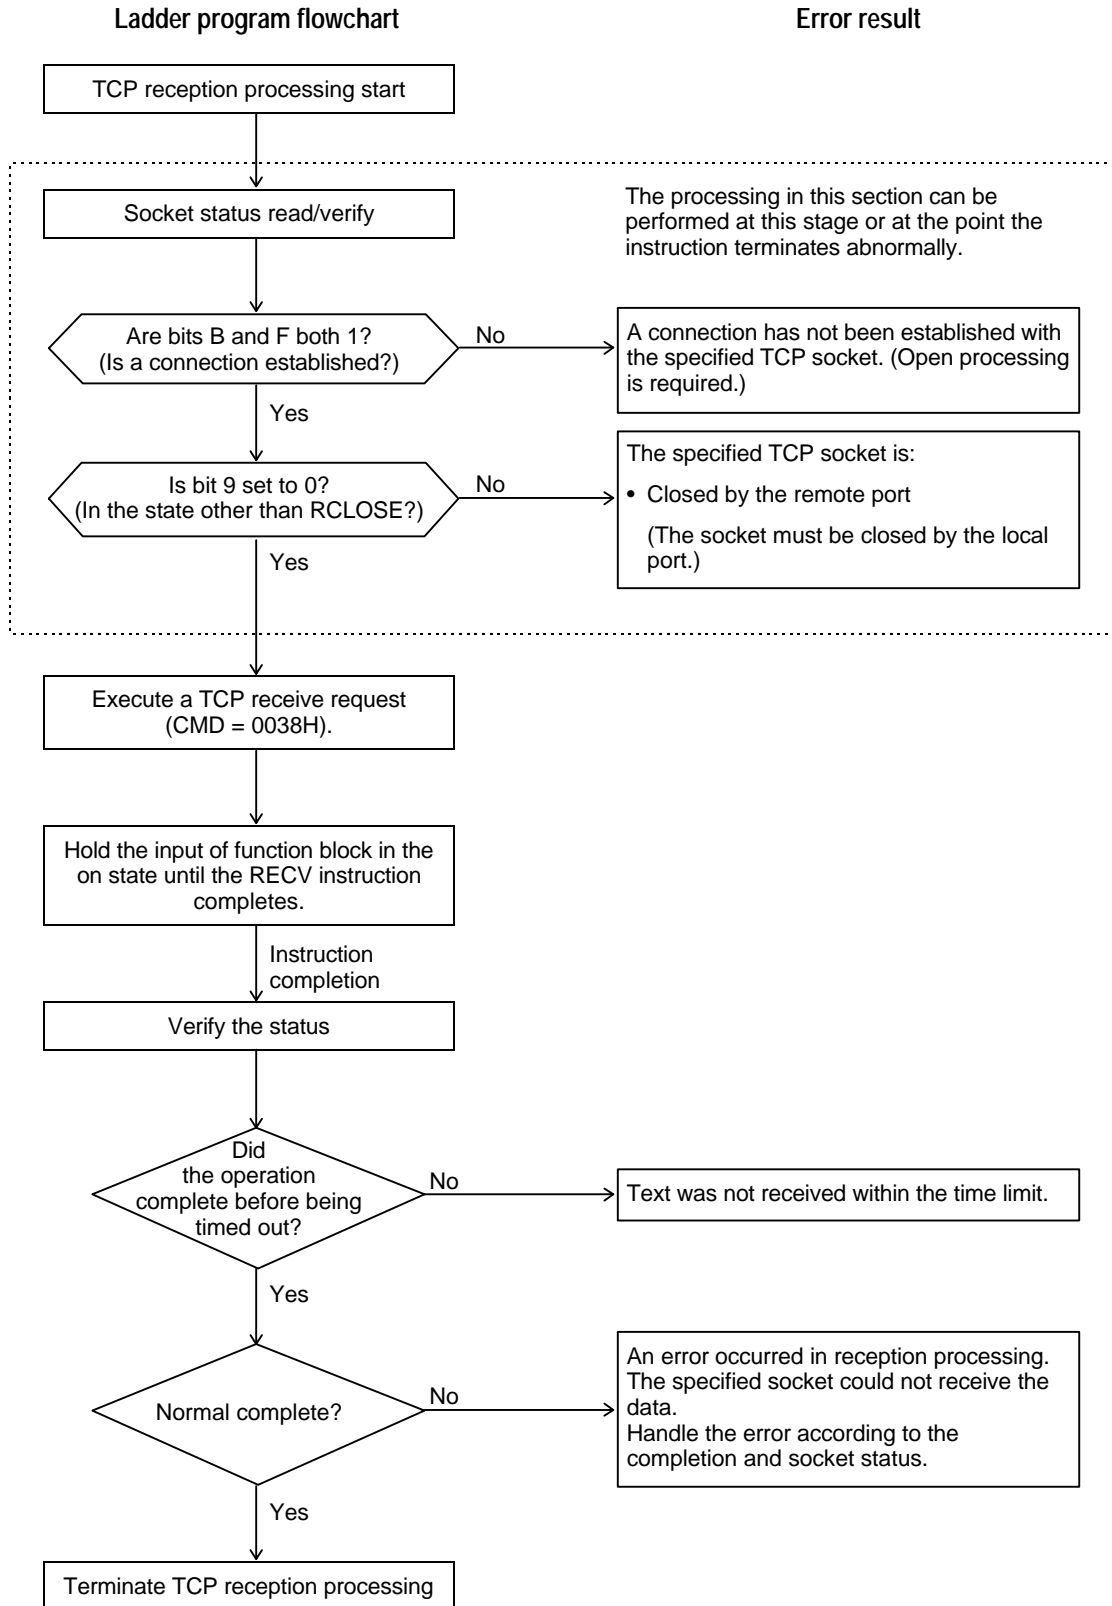 Ladder program flowchart
Error result
TCP reception processing start
Socket status read/verify
The processing in this section can be
performed at this stage or at the point the
instruction terminates abnormally.
Are bits B and F both 1?
(Is a connection established?)
No
A connection has not been established with
the specified TCP socket. (Open processing
is required.)
Yes
Is bit 9 set to 0?
(In the state other than RCLOSE?)
No
The specified TCP socket is:
• Closed by the remote port
(The socket must be closed by the local
port.)
Yes
Execute a TCP receive request
(CMD = 0038H).
Hold the input of function block in the
on state until the RECV instruction
completes.
Instruction
completion
Verify the status
Did
the operation
complete before being
timed out?
No
Text was not received within the time limit.
Yes
Normal complete?
No
An error occurred in reception processing.
The specified socket could not receive the
data.
Handle the error according to the
completion and socket status.
Yes
Terminate TCP reception processing